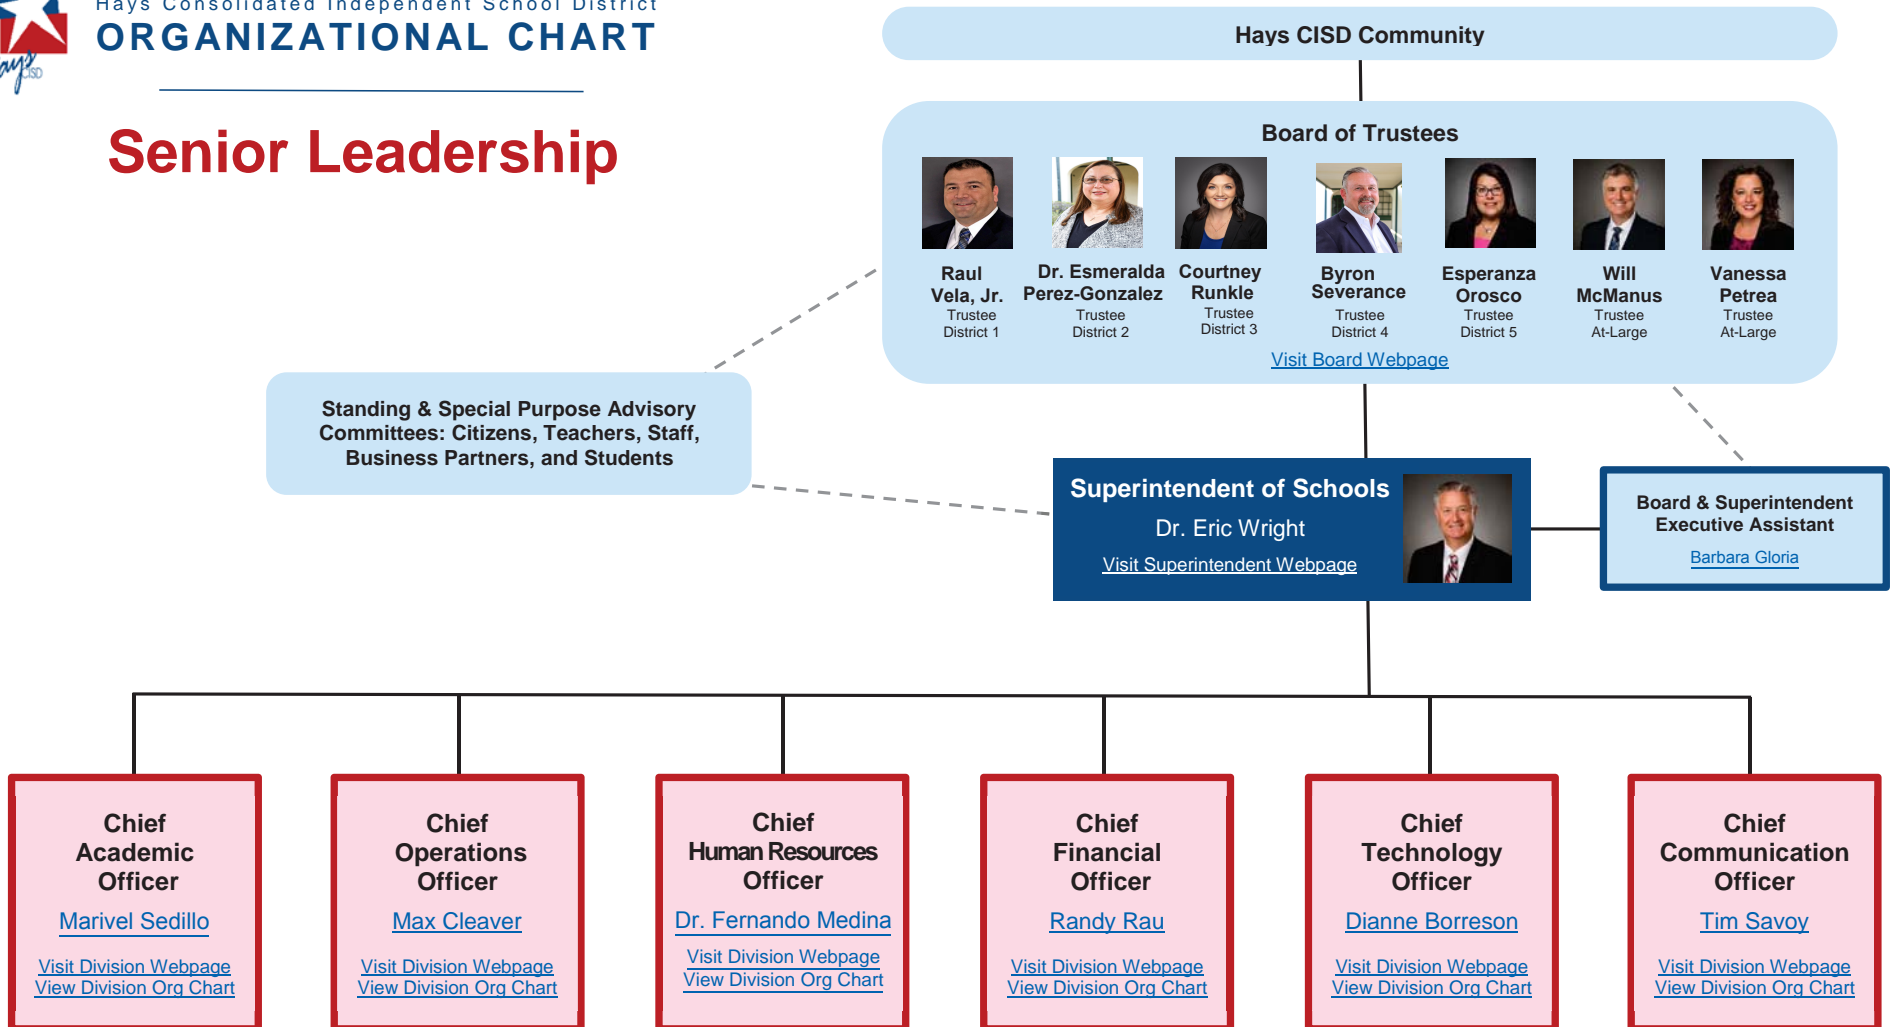 Hays Consolidated Independent School District
ORGANIZATIONAL CHART
Hays
CISD
Senior Leadership
Hays CISD Community
Board of Trustees
Raul
Vela, Jr.
Trustee
District 1
Dr. Esmeralda
Perez-Gonzalez
Trustee
District 2
Courtney
Runkle
Trustee
District 3
Byron
Severance
Trustee
District 4
Esperanza
Orosco
Trustee
District 5
Will
McManus
Trustee
At-Large
Vanessa
Petrea
Trustee
At-Large
Visit Board Webpage
Standing & Special Purpose Advisory
Committees: Citizens, Teachers, Staff,
Business Partners, and Students
Superintendent of Schools
Dr. Eric Wright
Visit Superintendent Webpage
Board & Superintendent
Executive Assistant
Barbara Gloria
Chief
Academic
Officer
Marivel Sedillo
Visit Division Webpage
View Division Org Chart
Chief
Operations
Officer
Max Cleaver
Visit Division Webpage
View Division Org Chart
Chief
Human Resources
Officer
Dr. Fernando Medina
Visit Division Webpage
View Division Org Chart
Chief
Financial
Officer
Randy Rau
Visit Division Webpage
View Division Org Chart
Chief
Technology
Officer
Dianne Borreson
Visit Division Webpage
View Division Org Chart
Chief
Communication
Officer
Tim Savoy
Visit Division Webpage
View Division Org Chart